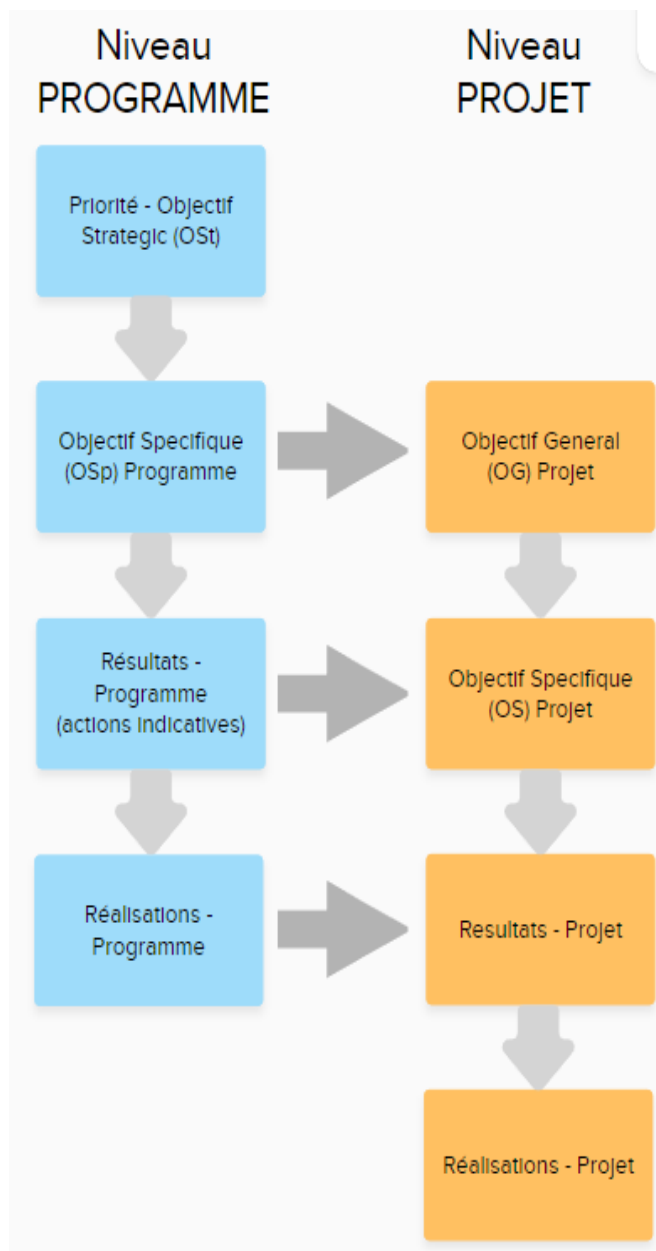 Niveau
PROGRAMME
Niveau
PROJET
Priorité - Objectif
Strategic (OSt)
Objectif Specifique
(OSp) Programme
Objectif General
(OG) Projet
Résultats -
Programme
(actions indicatives)
Objectif Specifique
(OS) Projet
Réalisations -
Programme
Resultats - Projet
Réalisations - Projet